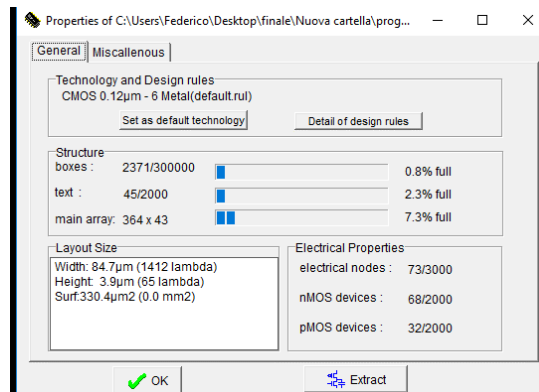 Properties of C:\Users\Federico\Desktop\finale\Nuova cartella\prog...
General
Miscallenous
Technology and Design rules
CMOS 0.12µm - 6 Metal(default.rul)
Set as default technology
Detail of design rules
Structure
boxes : 2371/300000 0.8% full
text : 45/2000 2.3% full
main array: 364 x 43 7.3% full
Layout Size
Width: 84.7µm (1412 lambda)
Height: 3.9µm (65 lambda)
Surf:330.4µm2 (0.0 mm2)
Electrical Properties
electrical nodes : 73/3000
nMOS devices : 68/2000
pMOS devices : 32/2000
OK
Extract